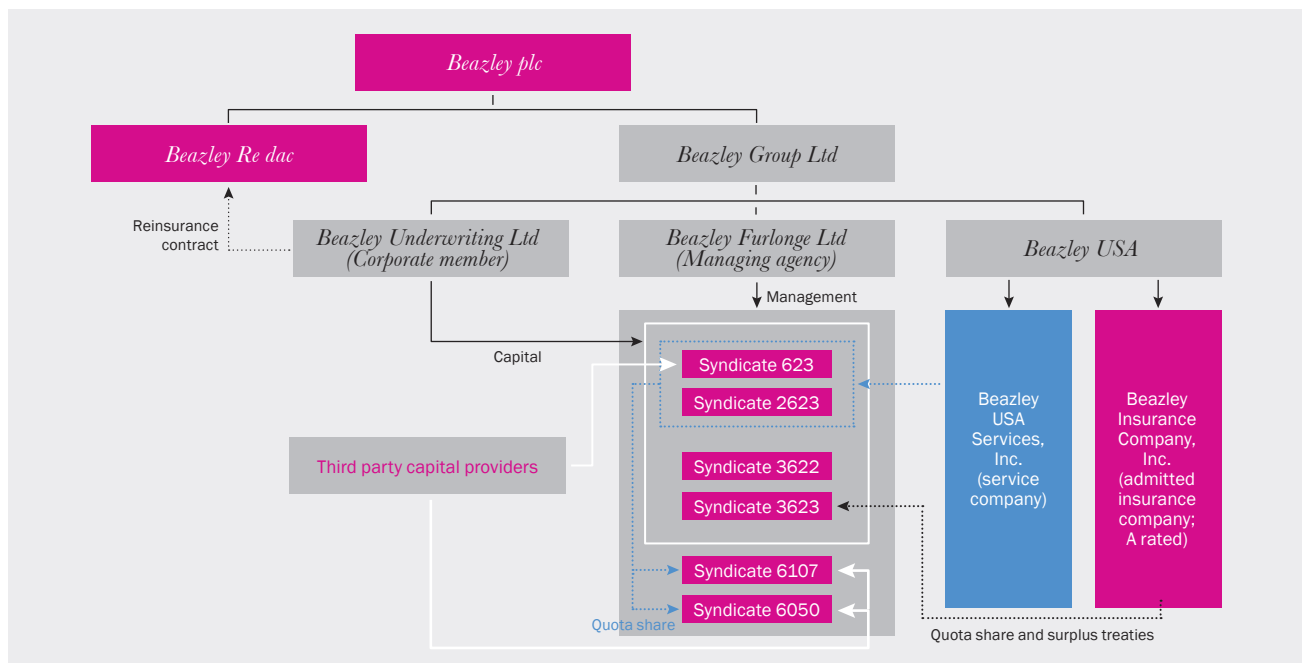 Beazley plc
Beazley Re dac
Beazley Group Ltd
Reinsurance
contract
Beazley Underwriting Ltd
(Corporate member)
Beazley Furlonge Ltd
(Managing agency)
Beazley USA
Management
Capital
Syndicate 623
Syndicate 2623
Third party capital providers
Syndicate 3622
Syndicate 3623
Syndicate 6107
Syndicate 6050
Quota share
Beazley
USA
Services,
Inc.
(service
company)
Beazley
Insurance
Company,
Inc.
(admitted
insurance
company;
A rated)
Quota share and surplus treaties